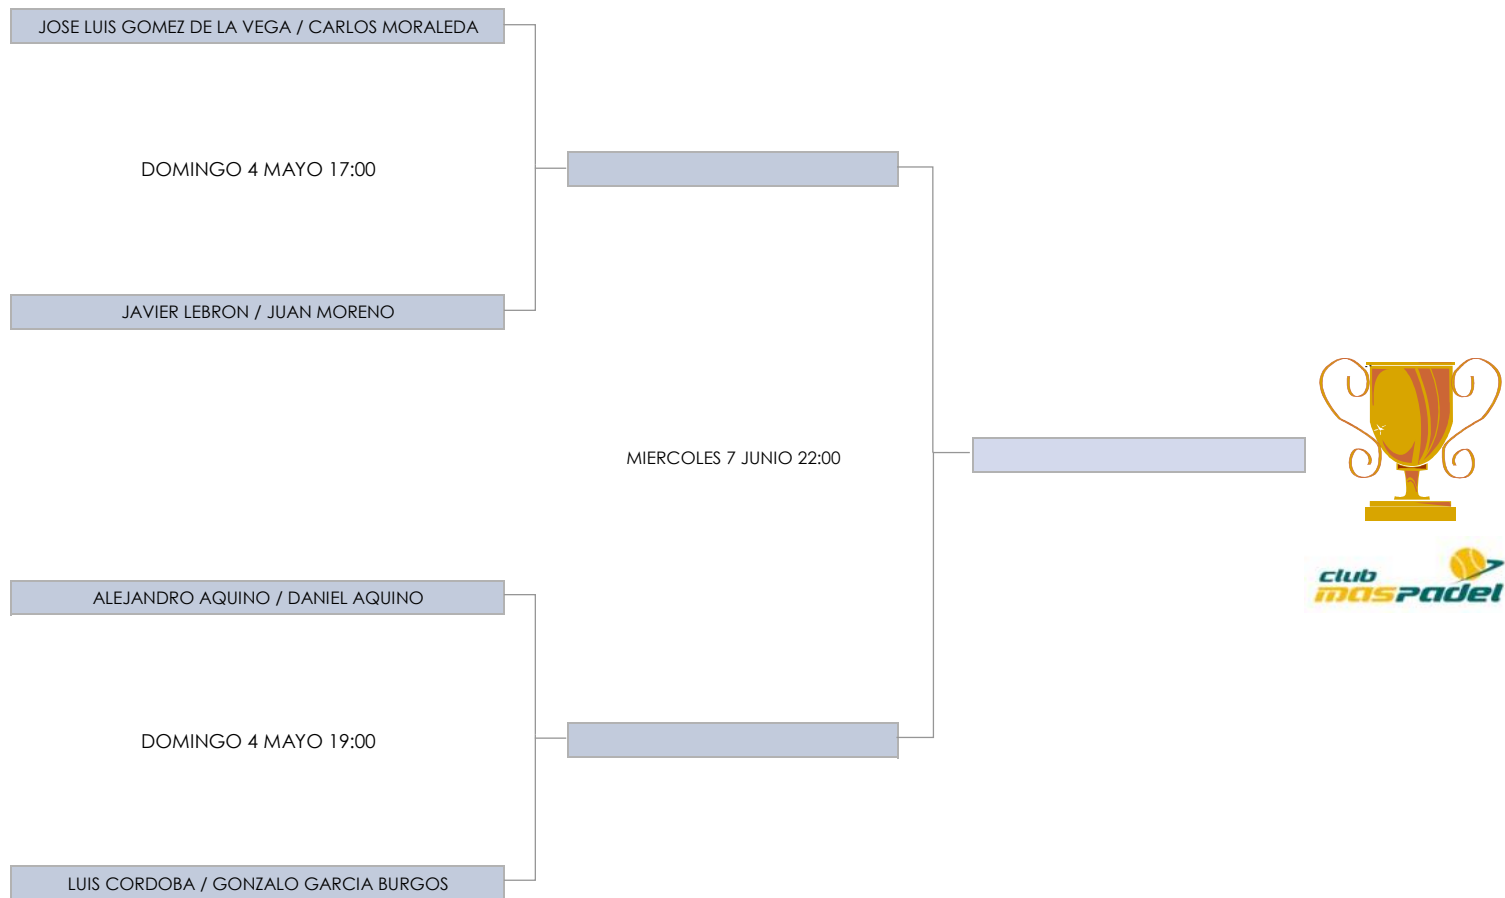 JOSE LUIS GOMEZ DE LA VEGA / CARLOS MORALEDA
DOMINGO 4 MAYO 17:00
JAVIER LEBRON / JUAN MORENO
MIERCOLES 7 JUNIO 22:00
club
maspadel
ALEJANDRO AQUINO / DANIEL AQUINO
DOMINGO 4 MAYO 19:00
LUIS CORDOBA / GONZALO GARCIA BURGOS